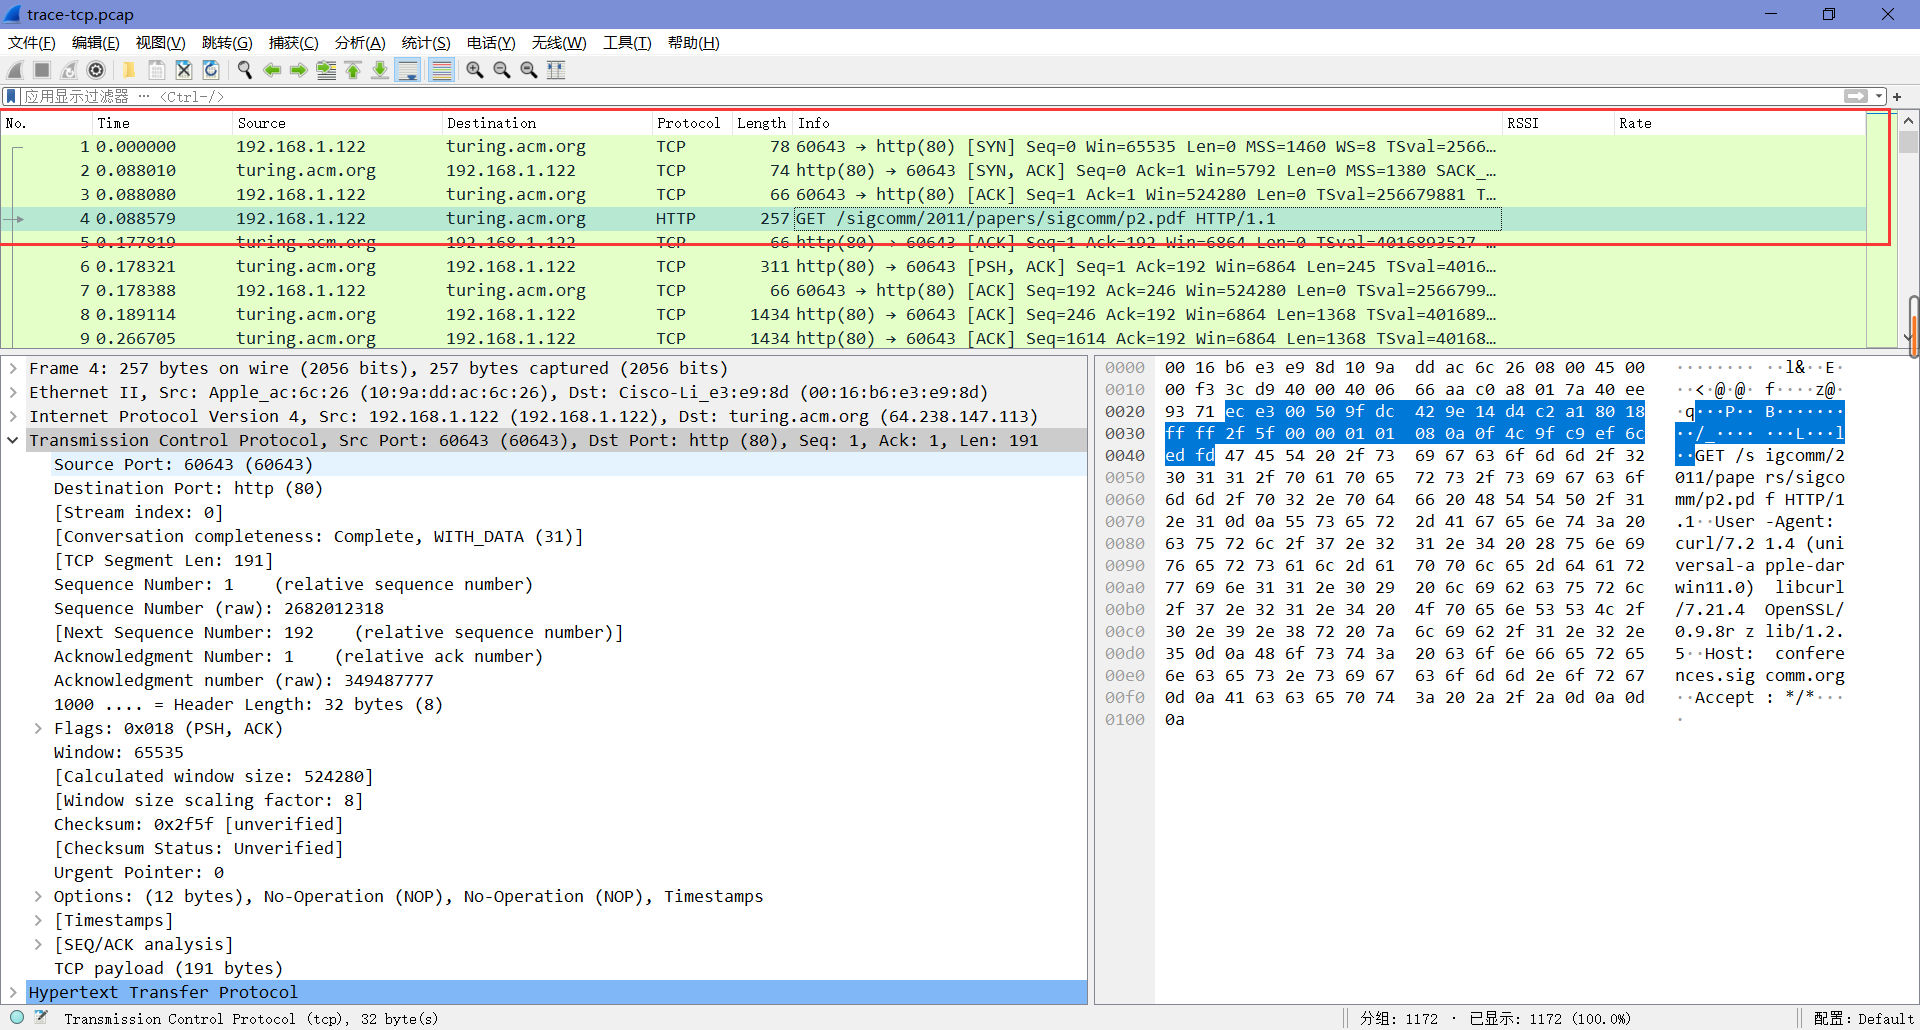 trace-tcp.pcap
文件(F) 编辑(E) 视图(V) 跳转(G) 捕获(C) 分析(A) 统计(S) 电话(Y) 无线(W) 工具(T) 帮助(H)
应用显示过滤器 … <Ctrl-/>
No. Time Source Destination Protocol Length Info RSSI Rate
1 0.000000 192.168.1.122 turing.acm.org TCP 78 60643 → http(80) [SYN] Seq=0 Win=65535 Len=0 MSS=1460 WS=8 TSval=2566…
2 0.088010 turing.acm.org 192.168.1.122 TCP 74 http(80) → 60643 [SYN, ACK] Seq=0 Ack=1 Win=5792 Len=0 MSS=1380 SACK_…
3 0.088080 192.168.1.122 turing.acm.org TCP 66 60643 → http(80) [ACK] Seq=1 Ack=1 Win=524280 Len=0 TSval=256679881 T…
4 0.088579 192.168.1.122 turing.acm.org HTTP 257 GET /sigcomm/2011/papers/sigcomm/p2.pdf HTTP/1.1
5 0.177819 turing.acm.org 192.168.1.122 TCP 66 http(80) → 60643 [ACK] Seq=1 Ack=192 Win=6864 Len=0 TSval=4016893527 …
6 0.178321 turing.acm.org 192.168.1.122 TCP 311 http(80) → 60643 [PSH, ACK] Seq=1 Ack=192 Win=6864 Len=245 TSval=4016…
7 0.178388 192.168.1.122 turing.acm.org TCP 66 60643 → http(80) [ACK] Seq=192 Ack=246 Win=524280 Len=0 TSval=2566799…
8 0.189114 turing.acm.org 192.168.1.122 TCP 1434 http(80) → 60643 [ACK] Seq=246 Ack=192 Win=6864 Len=1368 TSval=401689…
9 0.266705 turing.acm.org 192.168.1.122 TCP 1434 http(80) → 60643 [ACK] Seq=1614 Ack=192 Win=6864 Len=1368 TSval=40168…
Frame 4: 257 bytes on wire (2056 bits), 257 bytes captured (2056 bits)
Ethernet II, Src: Apple_ac:6c:26 (10:9a:dd:ac:6c:26), Dst: Cisco-Li_e3:e9:8d (00:16:b6:e3:e9:8d)
Internet Protocol Version 4, Src: 192.168.1.122 (192.168.1.122), Dst: turing.acm.org (64.238.147.113)
Transmission Control Protocol, Src Port: 60643 (60643), Dst Port: http (80), Seq: 1, Ack: 1, Len: 191
Source Port: 60643 (60643)
Destination Port: http (80)
[Stream index: 0]
[Conversation completeness: Complete, WITH_DATA (31)]
[TCP Segment Len: 191]
Sequence Number: 1    (relative sequence number)
Sequence Number (raw): 2682012318
[Next Sequence Number: 192    (relative sequence number)]
Acknowledgment Number: 1    (relative ack number)
Acknowledgment number (raw): 349487777
1000 .... = Header Length: 32 bytes (8)
Flags: 0x018 (PSH, ACK)
Window: 65535
[Calculated window size: 524280]
[Window size scaling factor: 8]
Checksum: 0x2f5f [unverified]
[Checksum Status: Unverified]
Urgent Pointer: 0
Options: (12 bytes), No-Operation (NOP), No-Operation (NOP), Timestamps
[Timestamps]
[SEQ/ACK analysis]
TCP payload (191 bytes)
Hypertext Transfer Protocol
0000 00 16 b6 e3 e9 8d 10 9a dd ac 6c 26 08 00 45 00 ········ ··l&··E·
0010 00 f3 3c d9 40 00 40 06 66 aa c0 a8 01 7a 40 ee ··<·@·@· f····z@·
0020 93 71 ec e3 00 50 9f dc 42 9e 14 d4 c2 a1 80 18 ·q···P·· B·······
0030 ff ff 2f 5f 00 00 01 01 08 0a 0f 4c 9f c9 ef 6c ··/_···· ···L···l
0040 ed fd 47 45 54 20 2f 73 69 67 63 6f 6d 6d 2f 32 ··GET /s igcomm/2
0050 30 31 31 2f 70 61 70 65 72 73 2f 73 69 67 63 6f 011/pape rs/sigco
0060 6d 6d 2f 70 32 2e 70 64 66 20 48 54 54 50 2f 31 mm/p2.pd f HTTP/1
0070 2e 31 0d 0a 55 73 65 72 2d 41 67 65 6e 74 3a 20 .1··User -Agent:
0080 63 75 72 6c 2f 37 2e 32 31 2e 34 20 28 75 6e 69 curl/7.2 1.4 (uni
0090 76 65 72 73 61 6c 2d 61 70 70 6c 65 2d 64 61 72 versal-a pple-dar
00a0 77 69 6e 31 31 2e 30 29 20 6c 69 62 63 75 72 6c win11.0)  libcurl
00b0 2f 37 2e 32 31 2e 34 20 4f 70 65 6e 53 53 4c 2f /7.21.4  OpenSSL/
00c0 30 2e 39 2e 38 72 20 7a 6c 69 62 2f 31 2e 32 2e 0.9.8r z lib/1.2.
00d0 35 0d 0a 48 6f 73 74 3a 20 63 6f 6e 66 65 72 65 5··Host:  confere
00e0 6e 63 65 73 2e 73 69 67 63 6f 6d 6d 2e 6f 72 67 nces.sig comm.org
00f0 0d 0a 41 63 63 65 70 74 3a 20 2a 2f 2a 0d 0a 0d ··Accept : */*···
0100 0a ·
Transmission Control Protocol (tcp), 32 byte(s)
分组: 1172 · 已显示: 1172 (100.0%)
配置: Default